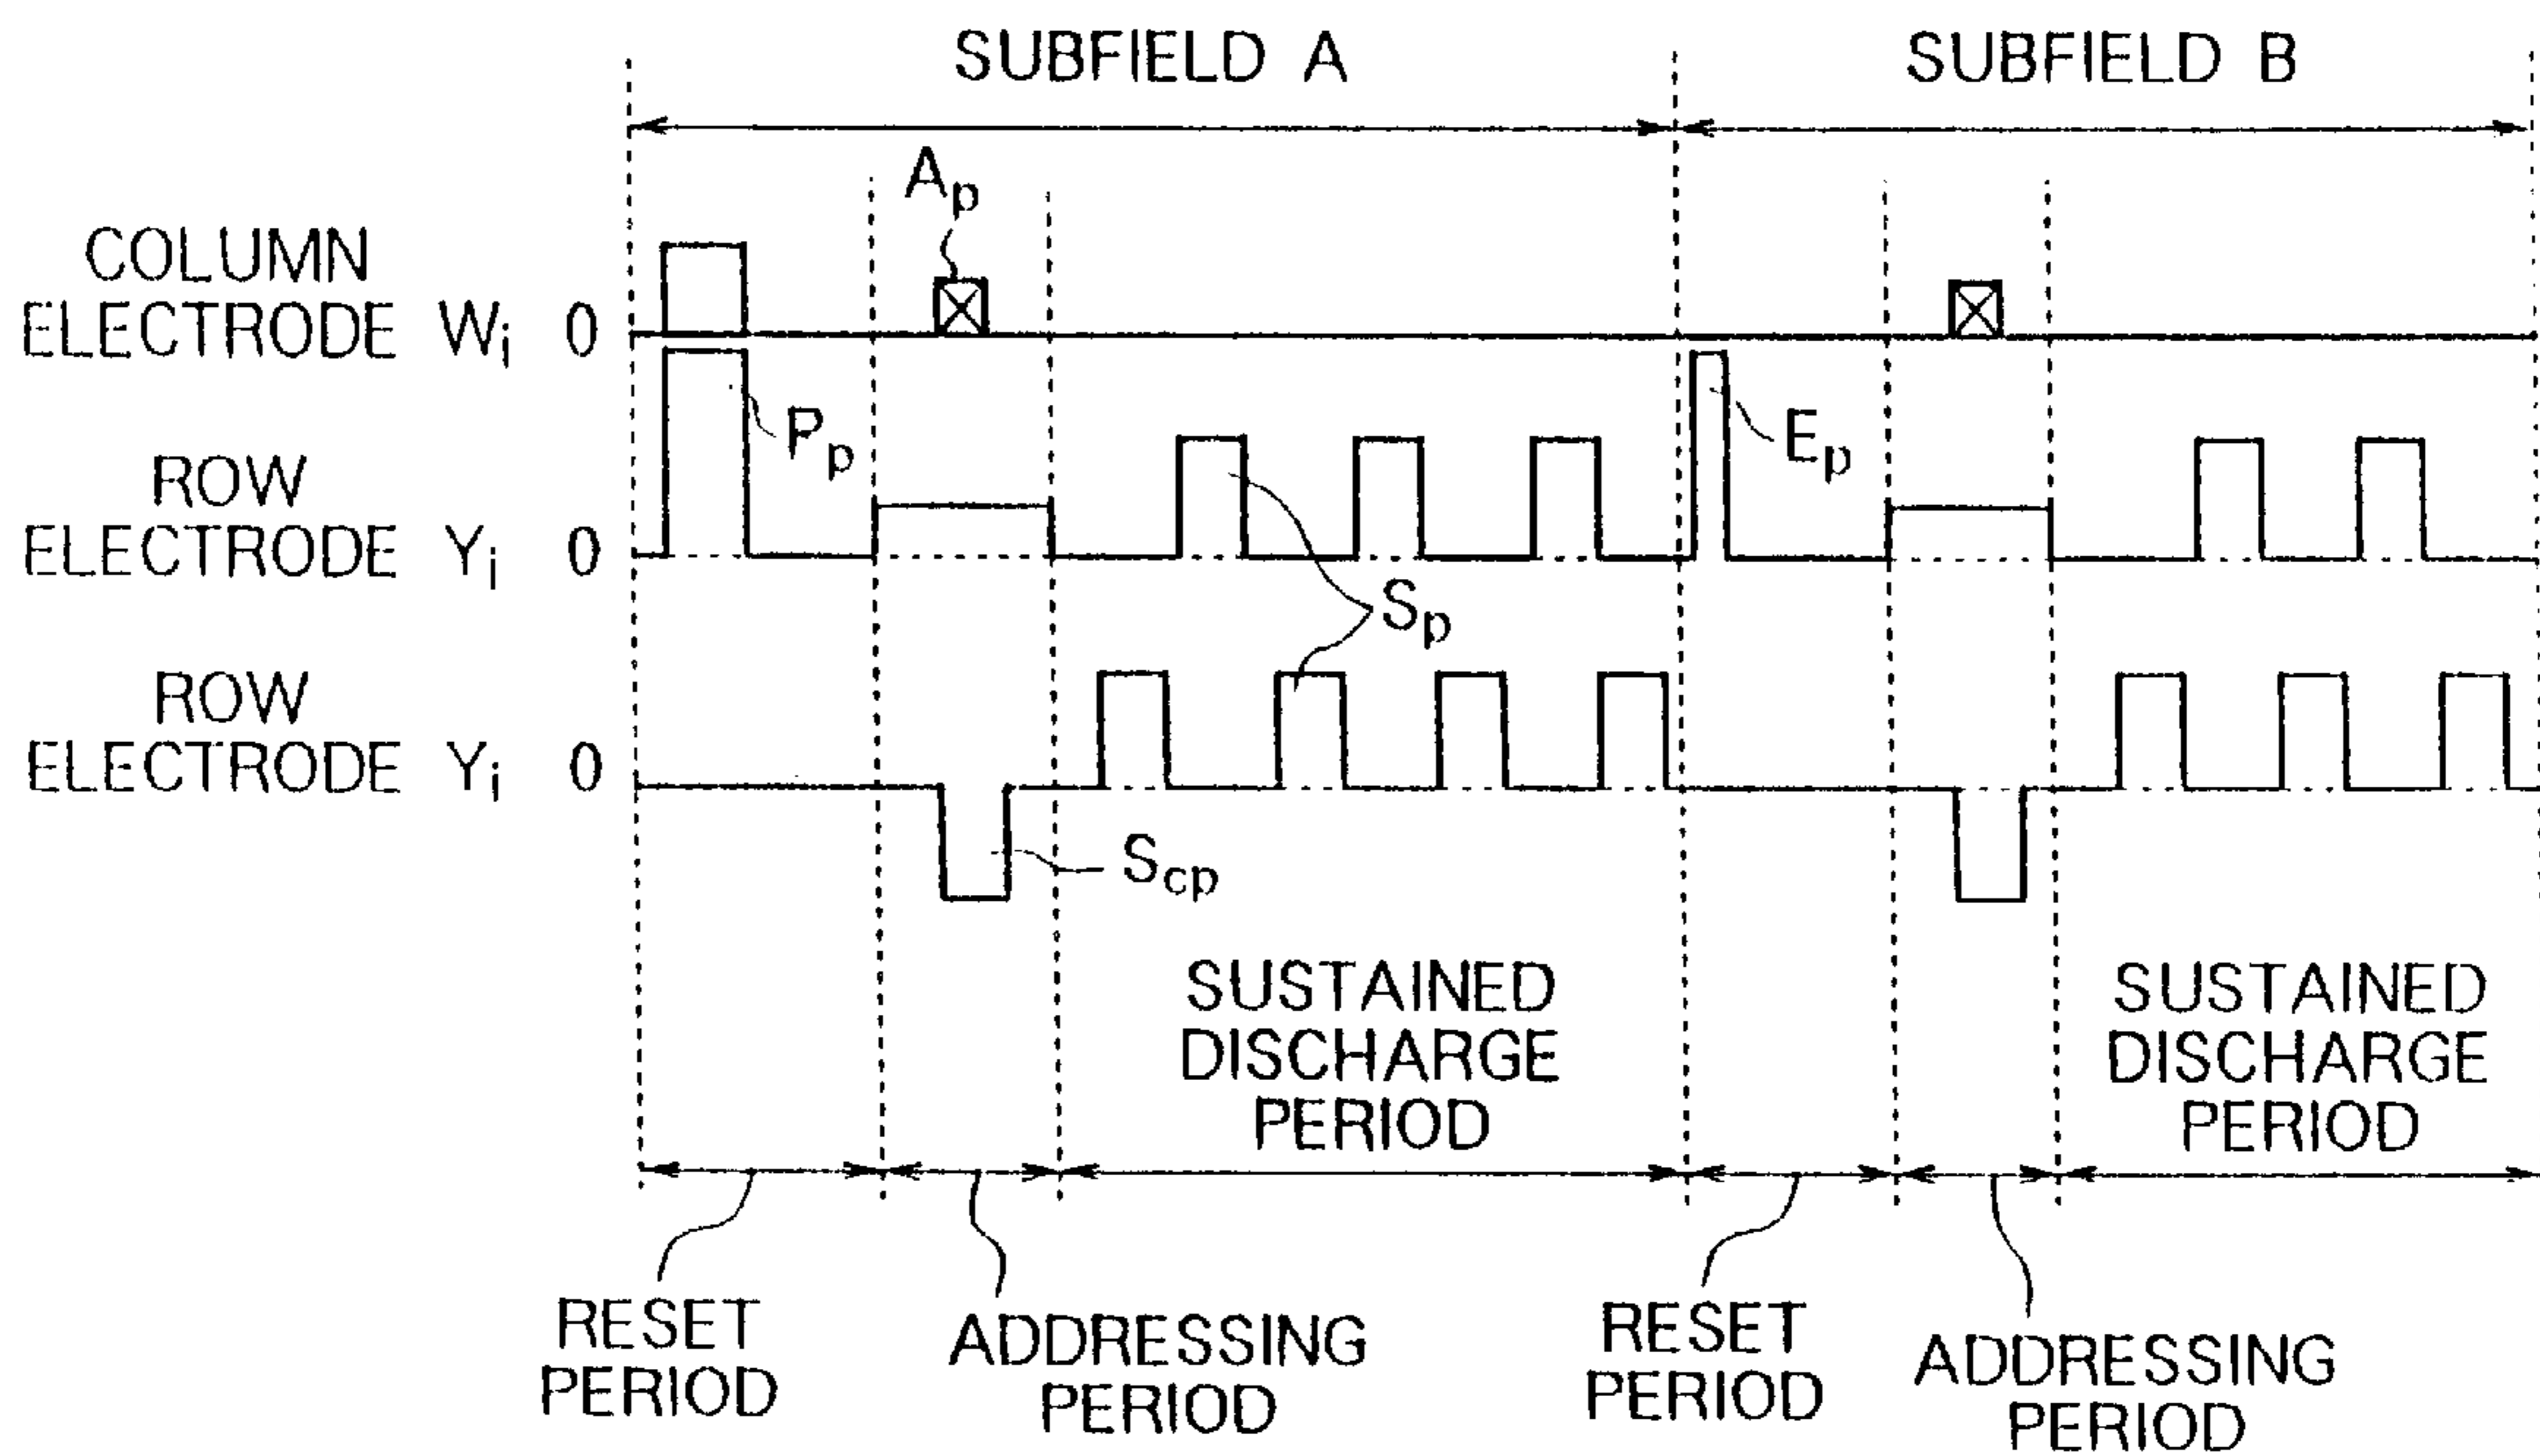 SUBFIELD A
SUBFIELD B
Ap
COLUMN
ELECTRODE Wi 0
Pp
Ep
ROW
ELECTRODE Yi 0
Sp
ROW
ELECTRODE Yi 0
Scp
SUSTAINED
DISCHARGE
PERIOD
SUSTAINED
DISCHARGE
PERIOD
RESET
PERIOD
ADDRESSING
PERIOD
RESET
PERIOD
ADDRESSING
PERIOD